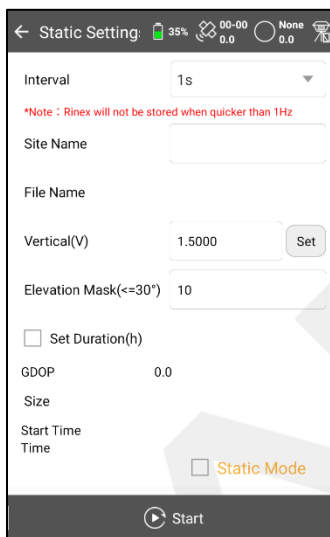 ← Static Setting: 35% 00-00 0.0 None 0.0
Interval 1s
*Note：Rinex will not be stored when quicker than 1Hz
Site Name
File Name
Vertical(V) 1.5000 Set
Elevation Mask(<=30°) 10
Set Duration(h)
GDOP 0.0
Size
Start Time
Time
Static Mode
Start